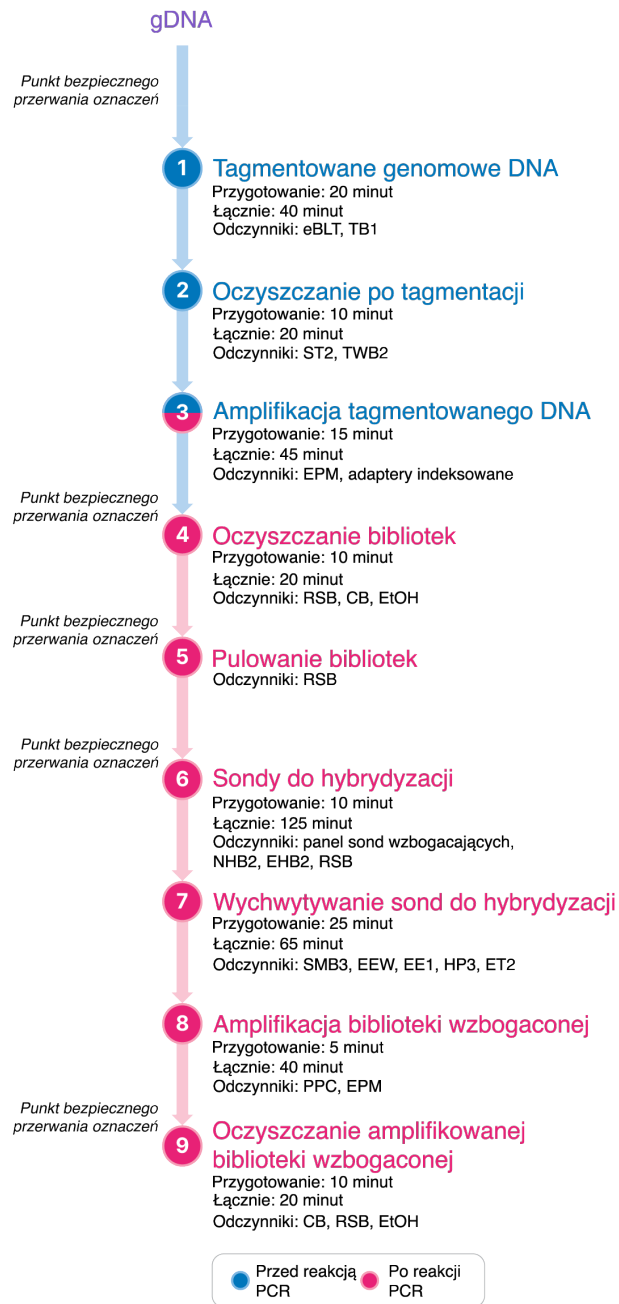 gDNA
Punkt bezpiecznego
przerwania oznaczeń
1
Tagmentowane genomowe DNA
Przygotowanie: 20 minut
Łącznie: 40 minut
Odczynniki: eBLT, TB1
2
Oczyszczanie po tagmentacji
Przygotowanie: 10 minut
Łącznie: 20 minut
Odczynniki: ST2, TWB2
3
Amplifikacja tagmentowanego DNA
Przygotowanie: 15 minut
Łącznie: 45 minut
Odczynniki: EPM, adaptery indeksowane
Punkt bezpiecznego
przerwania oznaczeń
4
Oczyszczanie bibliotek
Przygotowanie: 10 minut
Łącznie: 20 minut
Odczynniki: RSB, CB, EtOH
Punkt bezpiecznego
przerwania oznaczeń
5
Pulowanie bibliotek
Odczynniki: RSB
Punkt bezpiecznego
przerwania oznaczeń
6
Sondy do hybrydyzacji
Przygotowanie: 10 minut
Łącznie: 125 minut
Odczynniki: panel sond wzbogacających,
NHB2, EHB2, RSB
7
Wychwytywanie sond do hybrydyzacji
Przygotowanie: 25 minut
Łącznie: 65 minut
Odczynniki: SMB3, EEW, EE1, HP3, ET2
8
Amplifikacja biblioteki wzbogaconej
Przygotowanie: 5 minut
Łącznie: 40 minut
Odczynniki: PPC, EPM
Punkt bezpiecznego
przerwania oznaczeń
9
Oczyszczanie amplifikowanej
biblioteki wzbogaconej
Przygotowanie: 10 minut
Łącznie: 20 minut
Odczynniki: CB, RSB, EtOH
Przed reakcją
PCR
Po reakcji
PCR